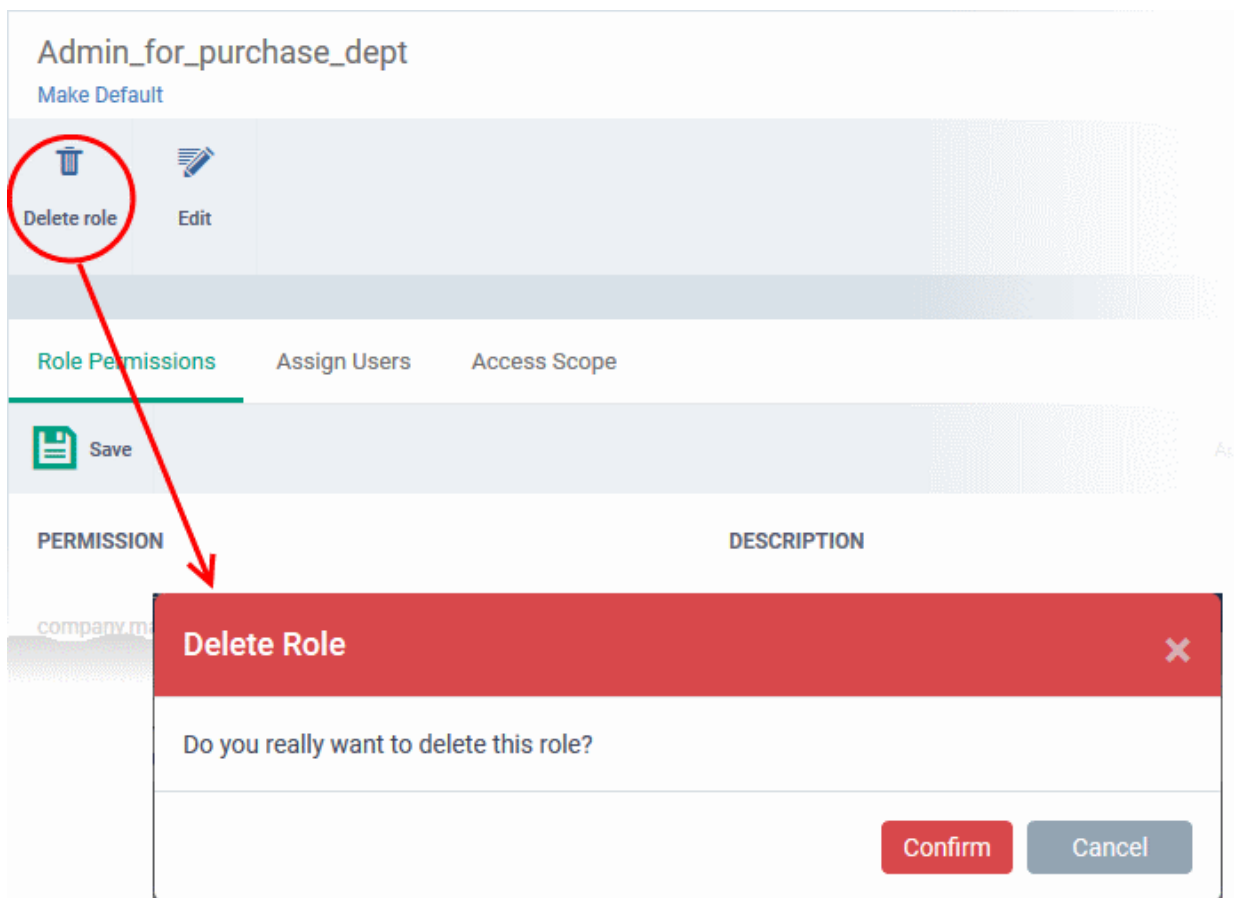 Admin_for_purchase_dept
Make Default
Delete role
Edit
Role Permissions
Assign Users
Access Scope
Save
PERMISSION
DESCRIPTION
Delete Role
Do you really want to delete this role?
Confirm
Cancel